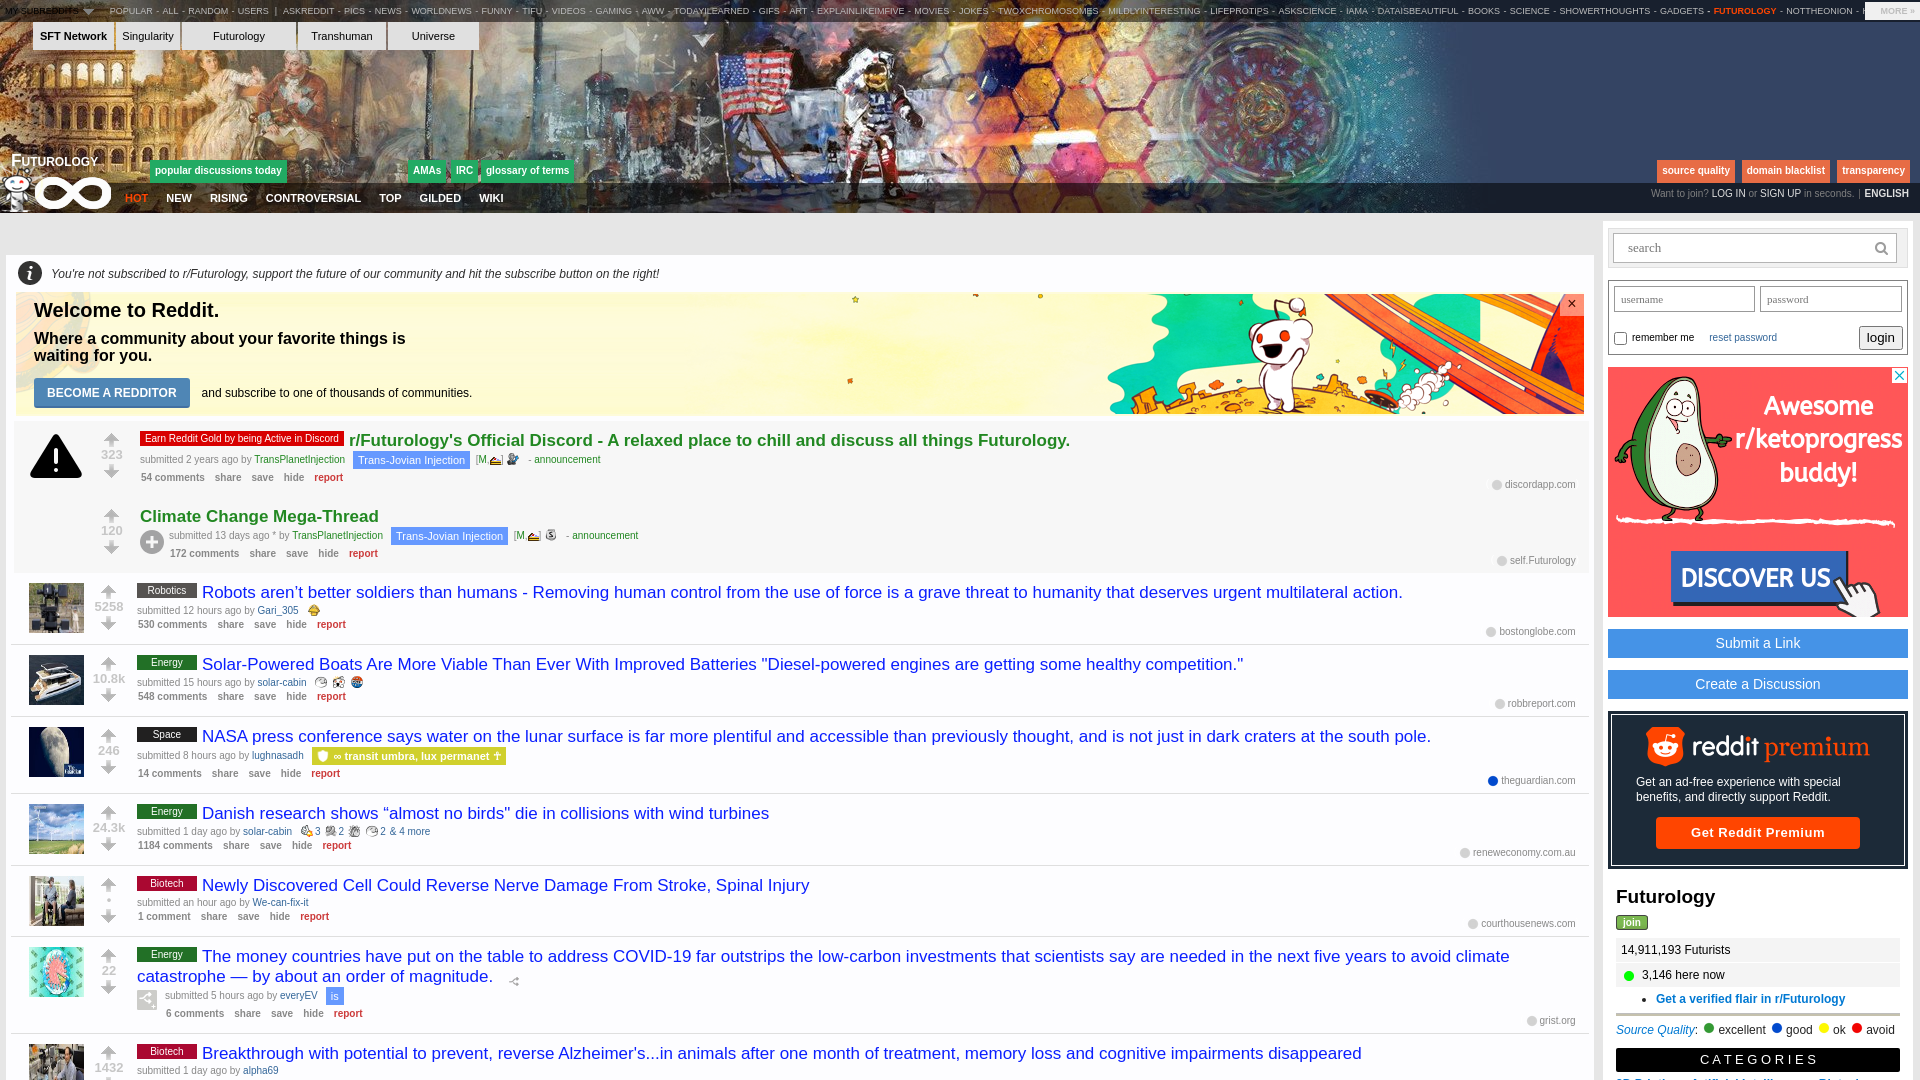 MY SUBREDDITS
POPULAR - ALL - RANDOM - USERS | ASKREDDIT - PICS - NEWS - WORLDNEWS - FUNNY - TIFU - VIDEOS - GAMING - AWW - TODAYILEARNED - GIFS - ART - EXPLAINLIKEIMFIVE - MOVIES - JOKES - TWOXCHROMOSOMES - MILDLYINTERESTING - LIFEPROTIPS - ASKSCIENCE - IAMA - DATAISBEAUTIFUL - BOOKS - SCIENCE - SHOWERTHOUGHTS - GADGETS - FUTUROLOGY - NOTTHEONION -
MORE »
SFT Network Singularity Futurology Transhuman Universe
FUTUROLOGY
popular discussions today AMAs IRC glossary of terms
source quality domain blacklist transparency
HOT NEW RISING CONTROVERSIAL TOP GILDED WIKI
Want to join? LOG IN or SIGN UP in seconds. | ENGLISH
You're not subscribed to r/Futurology, support the future of our community and hit the subscribe button on the right!
Welcome to Reddit.
Where a community about your favorite things is
waiting for you.
BECOME A REDDITOR and subscribe to one of thousands of communities.
×
323
Earn Reddit Gold by being Active in Discord r/Futurology's Official Discord - A relaxed place to chill and discuss all things Futurology.
submitted 2 years ago by TransPlanetInjection Trans-Jovian Injection [M,] - announcement
54 comments share save hide report
discordapp.com
120
Climate Change Mega-Thread
submitted 13 days ago * by TransPlanetInjection Trans-Jovian Injection [M,] - announcement
172 comments share save hide report
self.Futurology
5258
Robotics Robots aren’t better soldiers than humans - Removing human control from the use of force is a grave threat to humanity that deserves urgent multilateral action.
submitted 12 hours ago by Gari_305
530 comments share save hide report
bostonglobe.com
10.8k
Energy Solar-Powered Boats Are More Viable Than Ever With Improved Batteries "Diesel-powered engines are getting some healthy competition."
submitted 15 hours ago by solar-cabin
548 comments share save hide report
robbreport.com
246
Space NASA press conference says water on the lunar surface is far more plentiful and accessible than previously thought, and is not just in dark craters at the south pole.
submitted 8 hours ago by lughnasadh ∞ transit umbra, lux permanet ☥
14 comments share save hide report
theguardian.com
24.3k
Energy Danish research shows “almost no birds" die in collisions with wind turbines
submitted 1 day ago by solar-cabin 3 2 2 & 4 more
1184 comments share save hide report
reneweconomy.com.au
•
Biotech Newly Discovered Cell Could Reverse Nerve Damage From Stroke, Spinal Injury
submitted an hour ago by We-can-fix-it
1 comment share save hide report
courthousenews.com
22
Energy The money countries have put on the table to address COVID-19 far outstrips the low-carbon investments that scientists say are needed in the next five years to avoid climate
catastrophe — by about an order of magnitude.
submitted 5 hours ago by everyEV is
6 comments share save hide report
grist.org
1432
Biotech Breakthrough with potential to prevent, reverse Alzheimer's...in animals after one month of treatment, memory loss and cognitive impairments disappeared
submitted 1 day ago by alpha69
search
username password
remember me reset password login
Awesome
r/ketoprogress
buddy!
DISCOVER US
Submit a Link
Create a Discussion
reddit premium
Get an ad-free experience with special
benefits, and directly support Reddit.
Get Reddit Premium
Futurology
join
14,911,193 Futurists
3,146 here now
Get a verified flair in r/Futurology
Source Quality: excellent good ok avoid
CATEGORIES